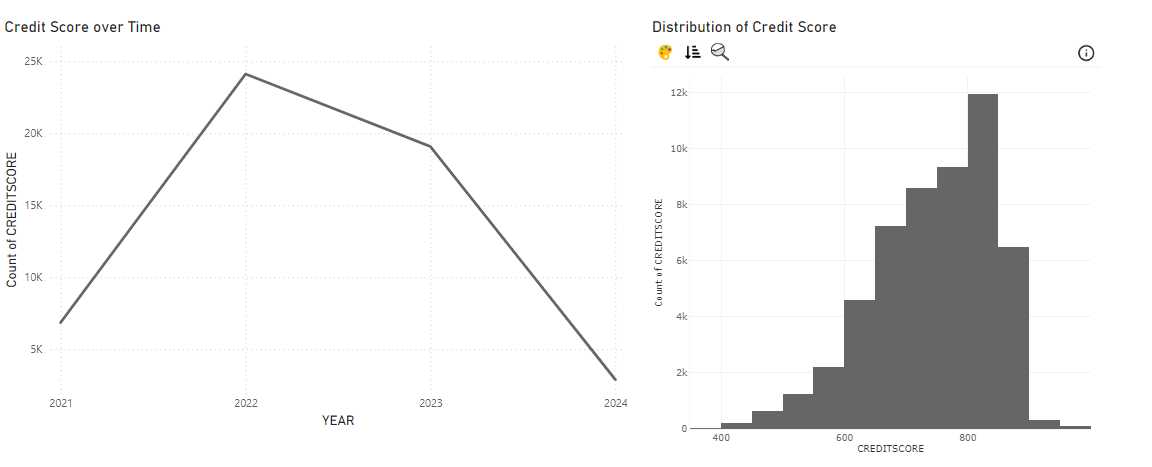 Credit Score over Time
25K
20K
15K
10K
5K
Count of CREDITSCORE
2021 2022 2023 2024
YEAR
Distribution of Credit Score
12k
10k
8k
6k
4k
2k
0
Count of CREDITSCORE
400 600 800
CREDITSCORE